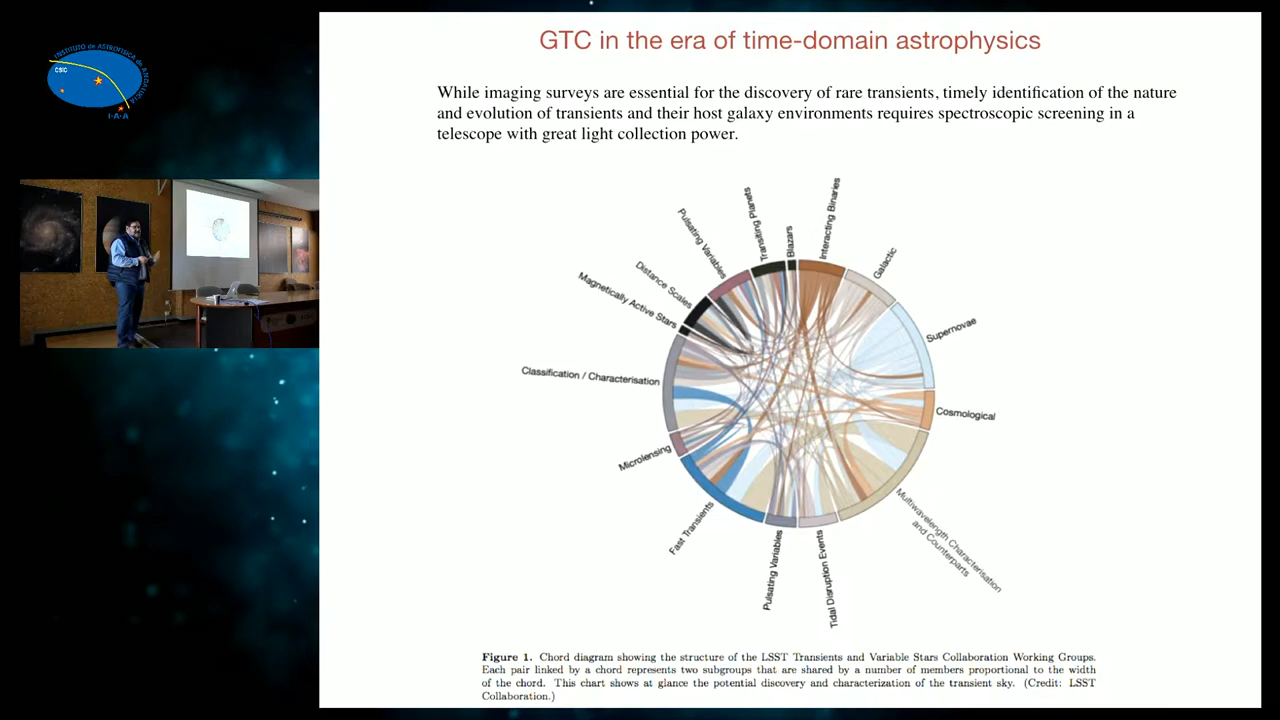 GTC in the era of time-domain astrophysics
INSTITUTO de ASTROFISICA de ANDALUCIA
CSIC
I·A·A
While imaging surveys are essential for the discovery of rare transients, timely identification of the nature
and evolution of transients and their host galaxy environments requires spectroscopic screening in a
telescope with great light collection power.
Pulsating Variables
Transiting Planets
Blazars
Interacting Binaries
Galactic
Distance Scales
Magnetically Active Stars
Supernovae
Classification / Characterisation
Cosmological
Microlensing
Fast Transients
Pulsating Variables
Tidal Disruption Events
Multiwavelength Characterisation
and Counterparts
Figure 1. Chord diagram showing the structure of the LSST Transients and Variable Stars Collaboration Working Groups.
Each pair linked by a chord represents two subgroups that are shared by a number of members proportional to the width
of the chord. This chart shows at glance the potential discovery and characterization of the transient sky. (Credit: LSST
Collaboration.)